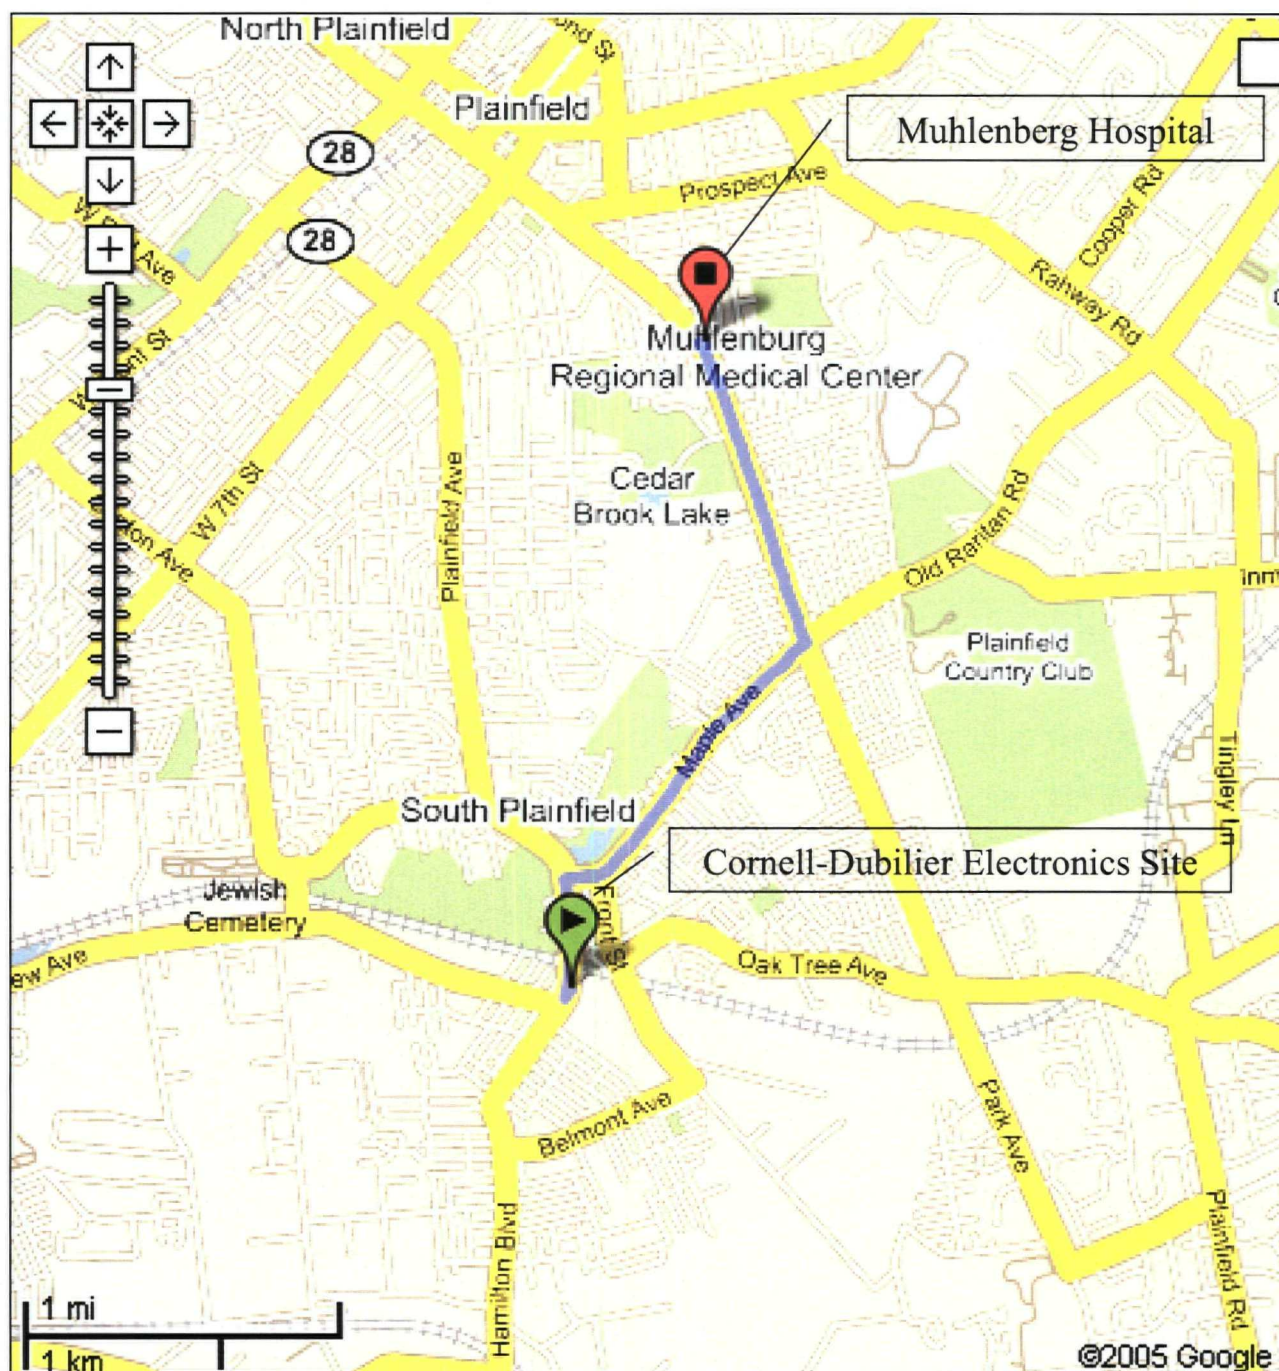 North Plainfield
Plainfield
Muhlenberg Hospital
28
Prospect Ave
Cooper Rd
28
Rahway Rd
Muhlenburg
Regional Medical Center
Cedar
Brook Lake
W 7th St
Plainfield Ave
Old Raritan Rd
Plainfield
Country Club
Maple Ave
Tingley Ln
South Plainfield
Cornell-Dubilier Electronics Site
Jewish
Cemetery
Front St
Oak Tree Ave
Park Ave
Belmont Ave
Hamilton Blvd
Plainfield Rd
1 mi
1 km
©2005 Google